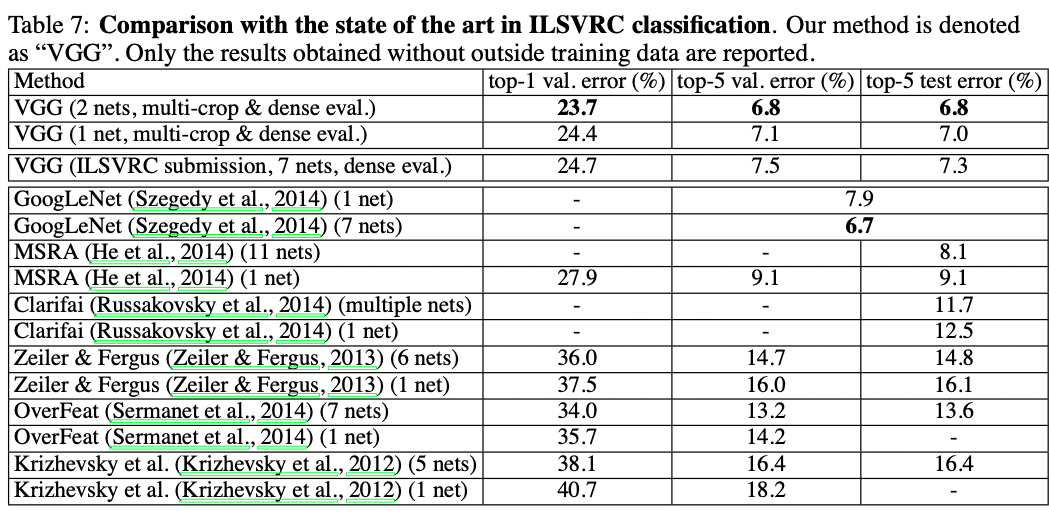 Table 7: Comparison with the state of the art in ILSVRC classification. Our method is denoted
as “VGG”. Only the results obtained without outside training data are reported.
Method top-1 val. error (%) top-5 val. error (%) top-5 test error (%)
VGG (2 nets, multi-crop & dense eval.) 23.7 6.8 6.8
VGG (1 net, multi-crop & dense eval.) 24.4 7.1 7.0
VGG (ILSVRC submission, 7 nets, dense eval.) 24.7 7.5 7.3
GoogLeNet (Szegedy et al., 2014) (1 net) - 7.9
GoogLeNet (Szegedy et al., 2014) (7 nets) - 6.7
MSRA (He et al., 2014) (11 nets) - - 8.1
MSRA (He et al., 2014) (1 net) 27.9 9.1 9.1
Clarifai (Russakovsky et al., 2014) (multiple nets) - - 11.7
Clarifai (Russakovsky et al., 2014) (1 net) - - 12.5
Zeiler & Fergus (Zeiler & Fergus, 2013) (6 nets) 36.0 14.7 14.8
Zeiler & Fergus (Zeiler & Fergus, 2013) (1 net) 37.5 16.0 16.1
OverFeat (Sermanet et al., 2014) (7 nets) 34.0 13.2 13.6
OverFeat (Sermanet et al., 2014) (1 net) 35.7 14.2 -
Krizhevsky et al. (Krizhevsky et al., 2012) (5 nets) 38.1 16.4 16.4
Krizhevsky et al. (Krizhevsky et al., 2012) (1 net) 40.7 18.2 -